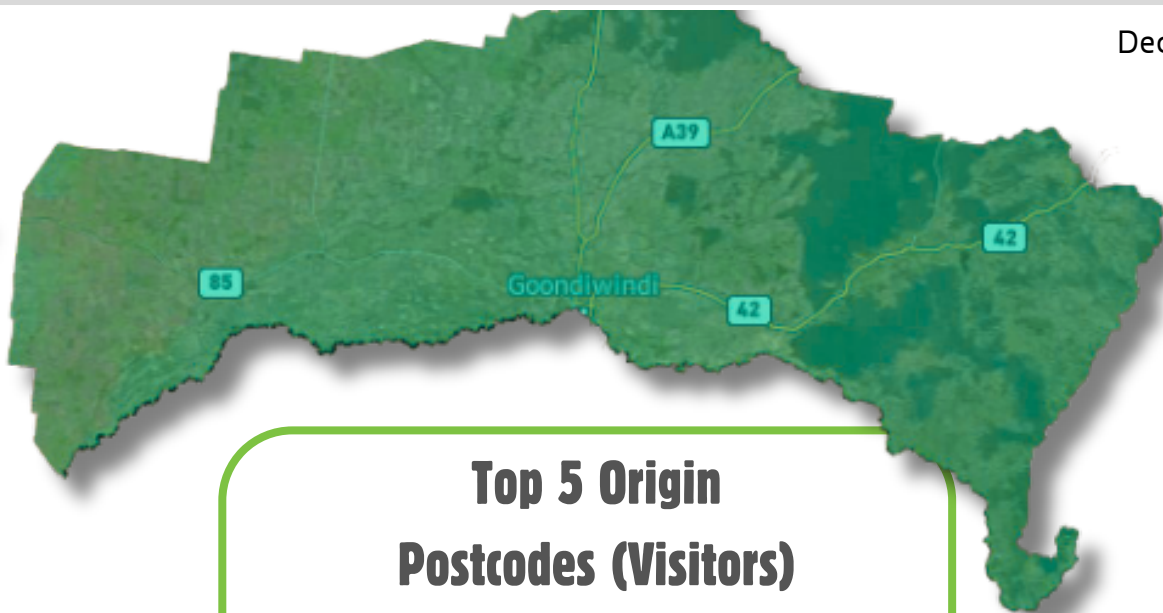 Dec
A39
42
85
Goondiwindi
42
Top 5 Origin
Postcodes (Visitors)